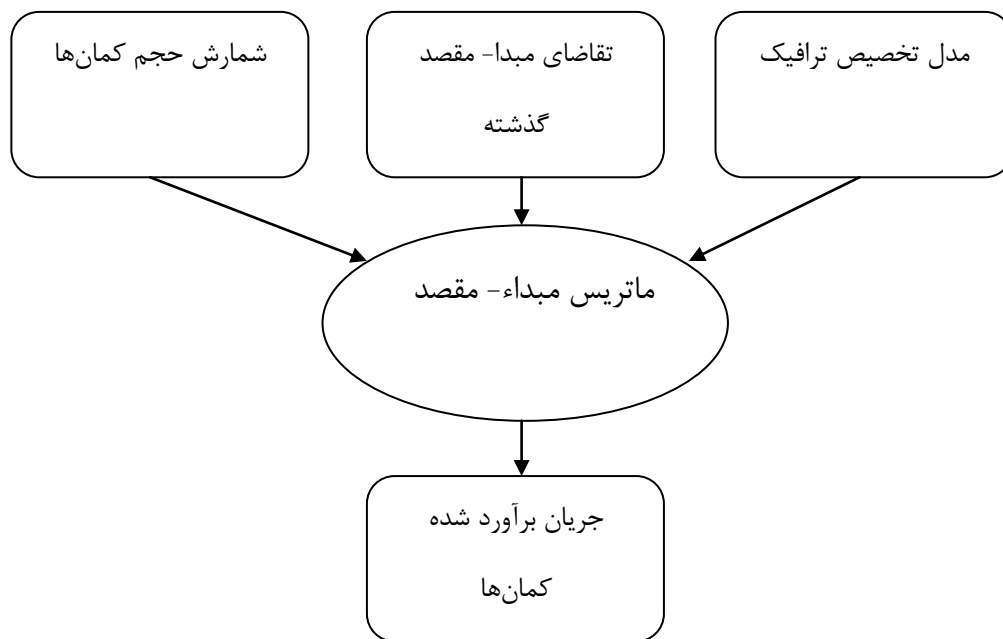 مدل تخصیص ترافیک
تقاضای مبدا- مقصد
گذشته
شمارش حجم کمان‌ها
ماتریس مبداء- مقصد
جریان برآورد شده
کمان‌ها